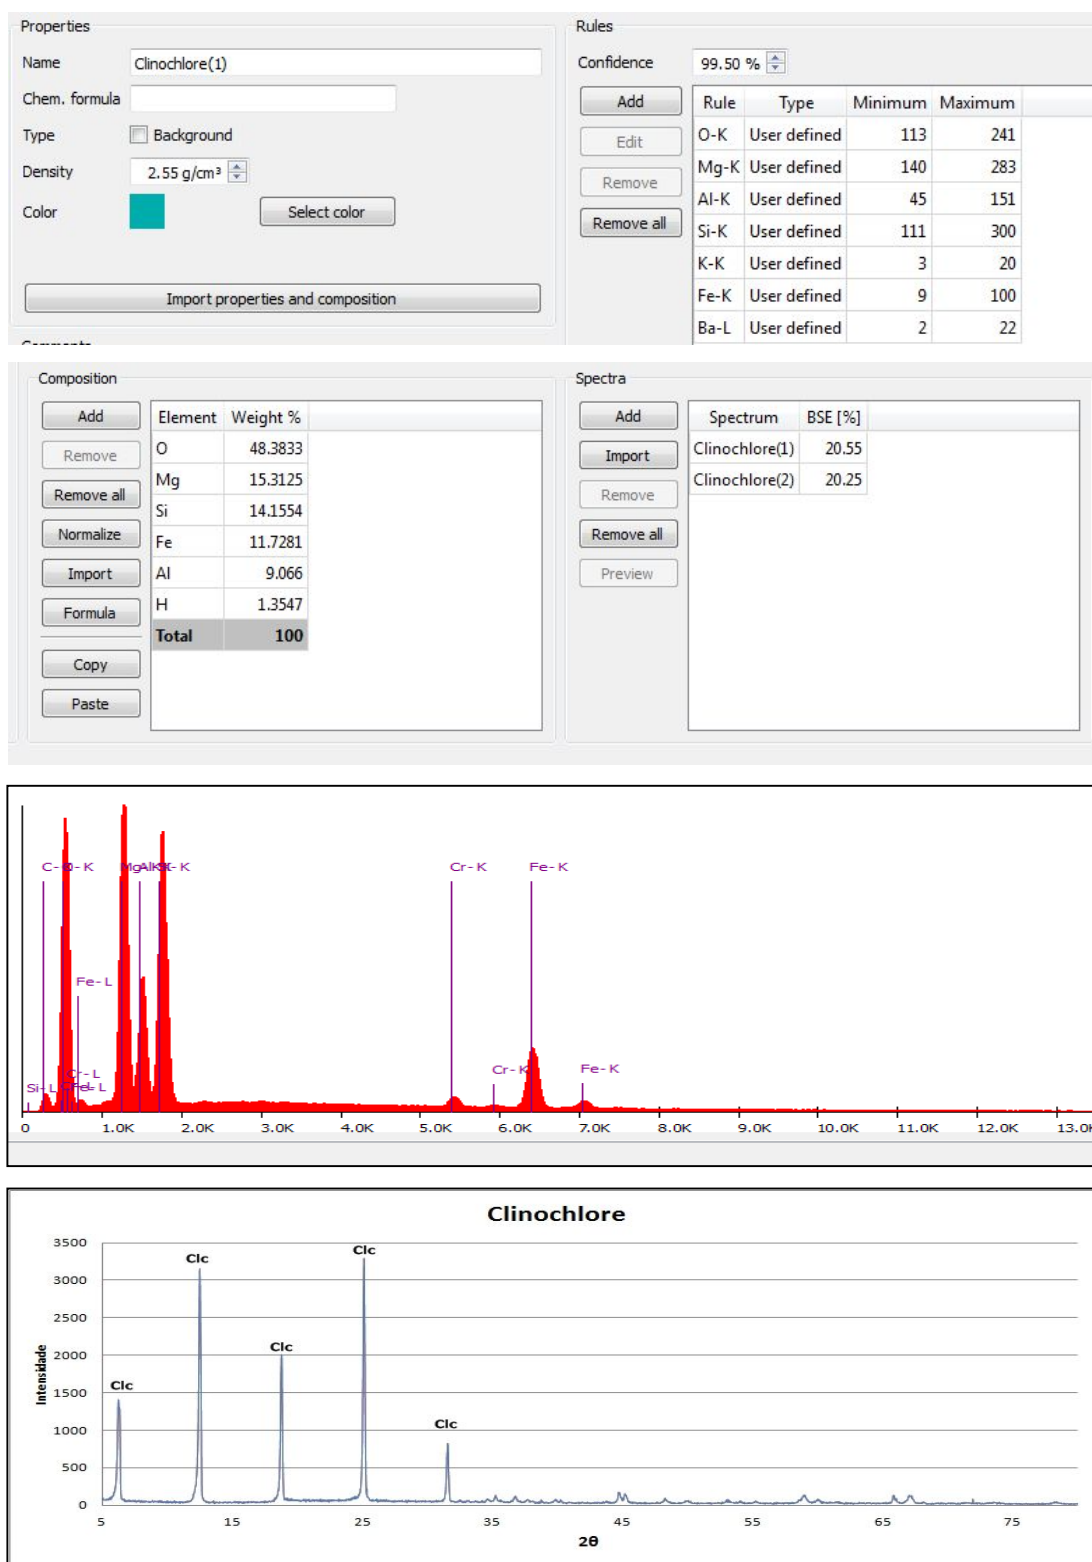 Properties
Name Clinochlore(1)
Chem. formula
Type Background
Density 2.55 g/cm³
Color Select color
Import properties and composition
Rules
Confidence 99.50 %
Add
Edit
Remove
Remove all
Rule Type Minimum Maximum
O-K User defined 113 241
Mg-K User defined 140 283
Al-K User defined 45 151
Si-K User defined 111 300
K-K User defined 3 20
Fe-K User defined 9 100
Ba-L User defined 2 22
Composition
Add
Remove
Remove all
Normalize
Import
Formula
Copy
Paste
Element Weight %
O 48.3833
Mg 15.3125
Si 14.1554
Fe 11.7281
Al 9.066
H 1.3547
Total 100
Spectra
Add
Import
Remove
Remove all
Preview
Spectrum BSE [%]
Clinochlore(1) 20.55
Clinochlore(2) 20.25
Cr-K Fe-K
Fe-L
Cr-L Cr-K Fe-K
Si-L Fe-L
0 1.0K 2.0K 3.0K 4.0K 5.0K 6.0K 7.0K 8.0K 9.0K 10.0K 11.0K 12.0K 13.0K
Clinochlore
Intensidade
3500
3000
2500
2000
1500
1000
500
0
Clc
Clc
Clc
Clc
Clc
5 15 25 35 45 55 65 75
2θ